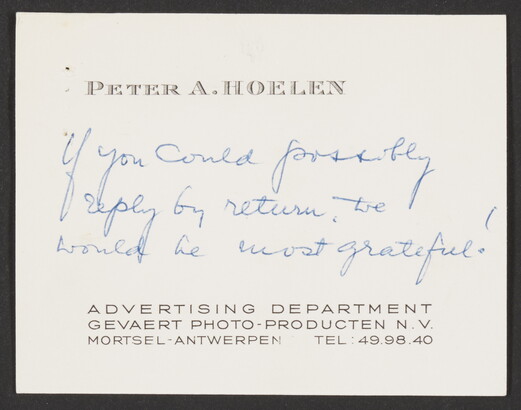 PETER A. HOELEN
If you could possibly
reply by return, we
would be most grateful!
ADVERTISING DEPARTMENT
GEVAERT PHOTO-PRODUCTEN N.V.
MORTSEL-ANTWERPEN TEL: 49.98.40